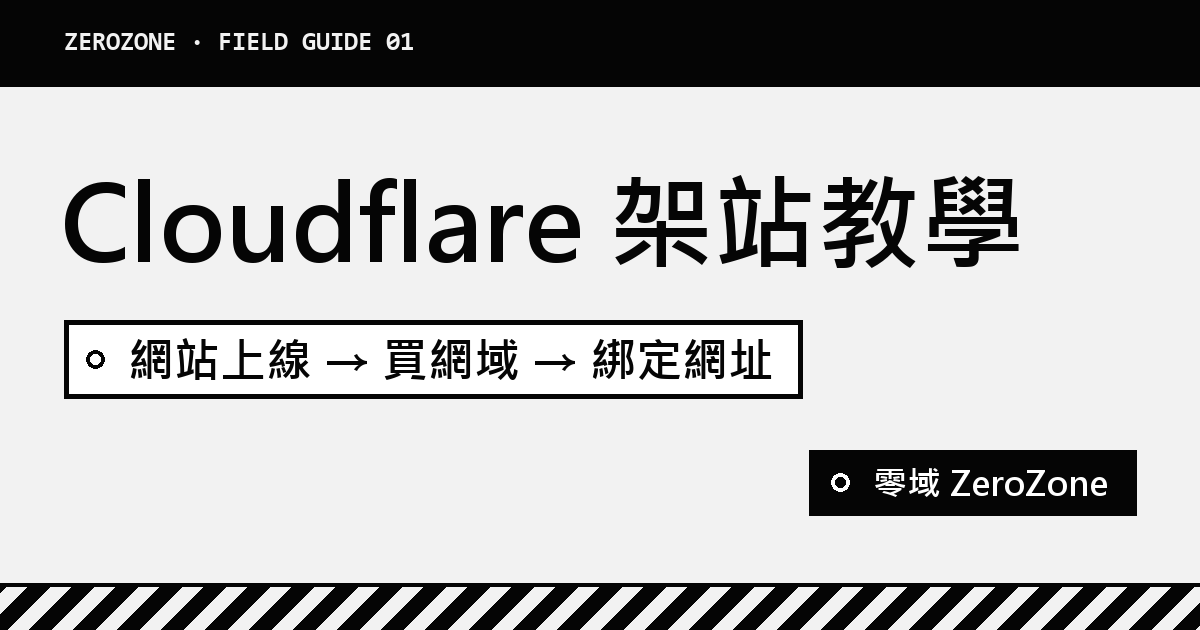 ZEROZONE · FIELD GUIDE 01
Cloudflare 架站教學
網站上線 → 買網域 → 綁定網址
零域 ZeroZone